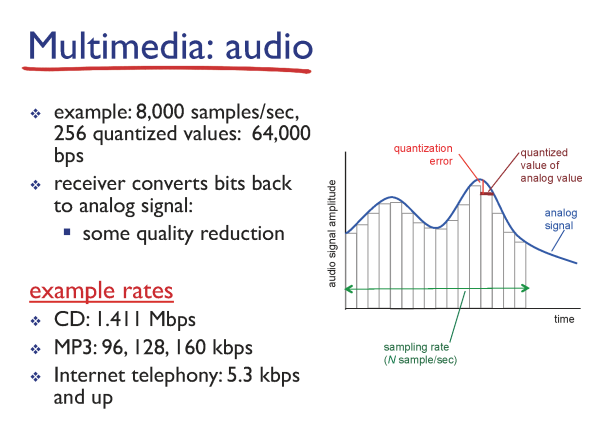 Multimedia: audio
❖ example: 8,000 samples/sec,
256 quantized values: 64,000
bps
❖ receiver converts bits back
to analog signal:
▪ some quality reduction
example rates
❖ CD: 1.411 Mbps
❖ MP3: 96, 128, 160 kbps
❖ Internet telephony: 5.3 kbps
and up
quantization
error
quantized
value of
analog value
analog
signal
audio signal amplitude
time
sampling rate
(N sample/sec)